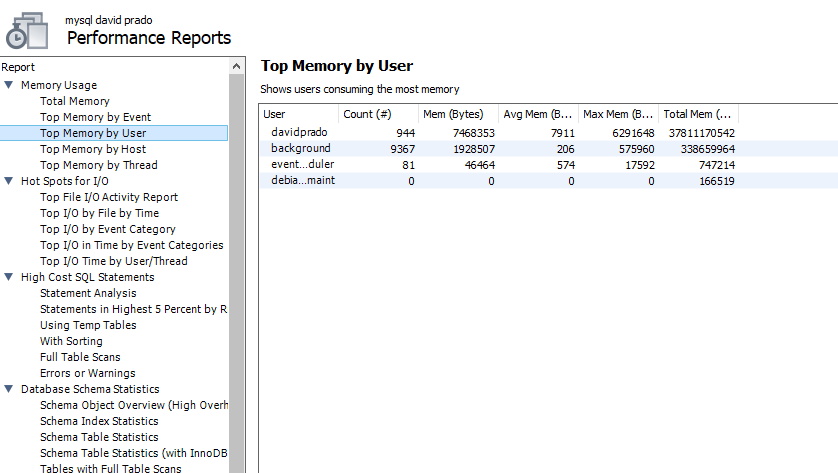 mysql david prado
Performance Reports
Report
Memory Usage
Total Memory
Top Memory by Event
Top Memory by User
Top Memory by Host
Top Memory by Thread
Hot Spots for I/O
Top File I/O Activity Report
Top I/O by File by Time
Top I/O by Event Category
Top I/O in Time by Event Categories
Top I/O Time by User/Thread
High Cost SQL Statements
Statement Analysis
Statements in Highest 5 Percent by R
Using Temp Tables
With Sorting
Full Table Scans
Errors or Warnings
Database Schema Statistics
Schema Object Overview (High Overh
Schema Index Statistics
Schema Table Statistics
Schema Table Statistics (with InnoDB
Tables with Full Table Scans
Top Memory by User
Shows users consuming the most memory
User Count (#) Mem (Bytes) Avg Mem (B... Max Mem (B... Total Mem (...
davidprado 944 7468353 7911 6291648 37811170542
background 9367 1928507 206 575960 338659964
event...duler 81 46464 574 17592 747214
debia...maint 0 0 0 0 166519